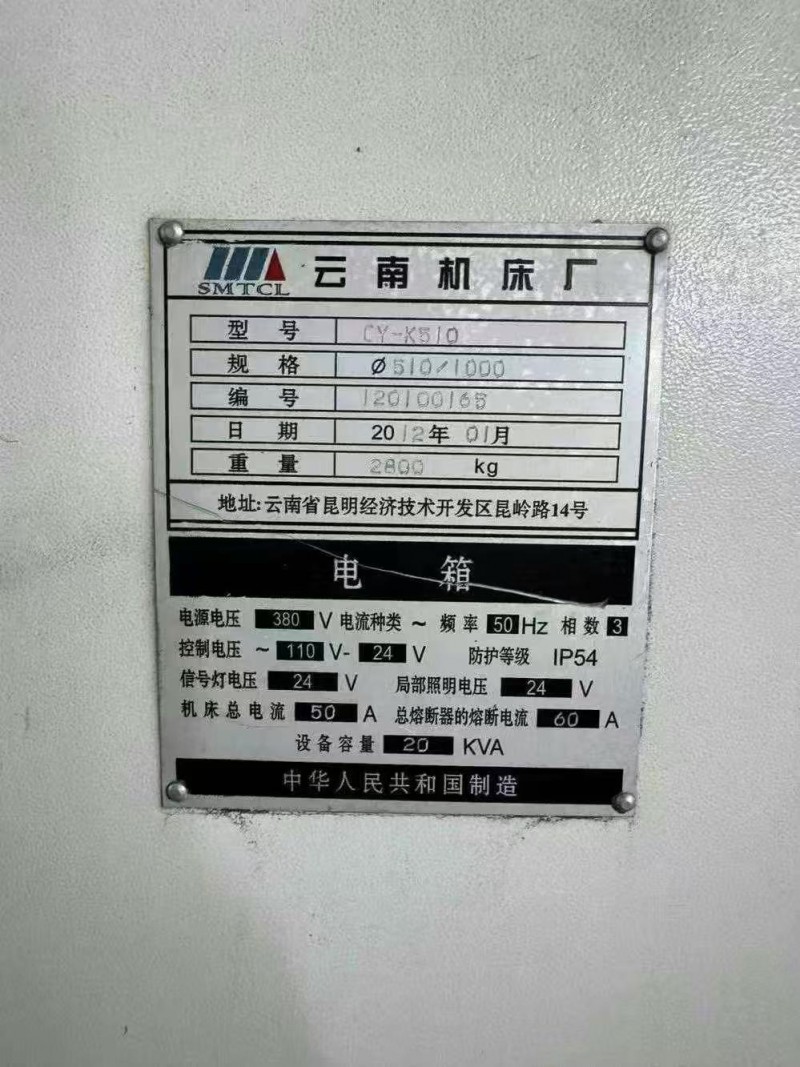 SMTCL 云南机床厂
型号 CY-K510
规格 Ø510/1000
编号 120100165
日期 2012年01月
重量 2800 kg
地址:云南省昆明经济技术开发区昆岭路14号
电箱
电源电压 380 V 电流种类 ~ 频率 50 Hz 相数 3
控制电压 ~ 110 V- 24 V 防护等级 IP54
信号灯电压 24 V 局部照明电压 24 V
机床总电流 50 A 总熔断器的熔断电流 60 A
设备容量 20 KVA
中华人民共和国制造